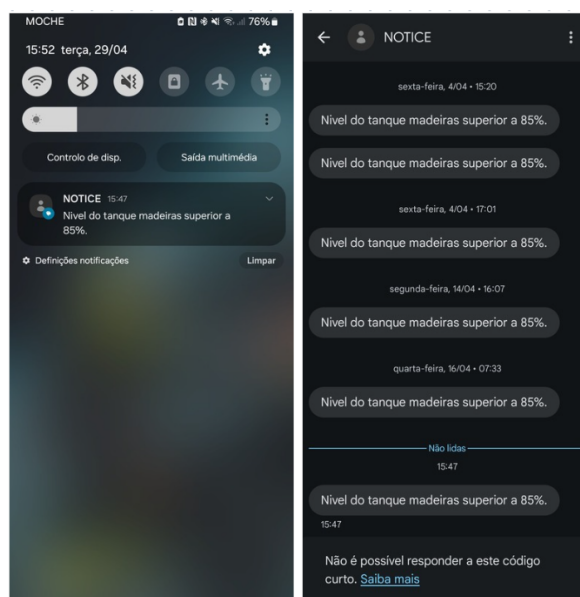 MOCHE
76%
15:52 terça, 29/04
Controlo de disp.
Saída multimédia
NOTICE 15:47
Nivel do tanque madeiras superior a
85%.
Definições notificações
Limpar
NOTICE
sexta-feira, 4/04 • 15:20
Nivel do tanque madeiras superior a 85%.
Nivel do tanque madeiras superior a 85%.
sexta-feira, 4/04 • 17:01
Nivel do tanque madeiras superior a 85%.
segunda-feira, 14/04 • 16:07
Nivel do tanque madeiras superior a 85%.
quarta-feira, 16/04 • 07:33
Nivel do tanque madeiras superior a 85%.
Não lidas
15:47
Nivel do tanque madeiras superior a 85%.
15:47
Não é possível responder a este código
curto. Saiba mais